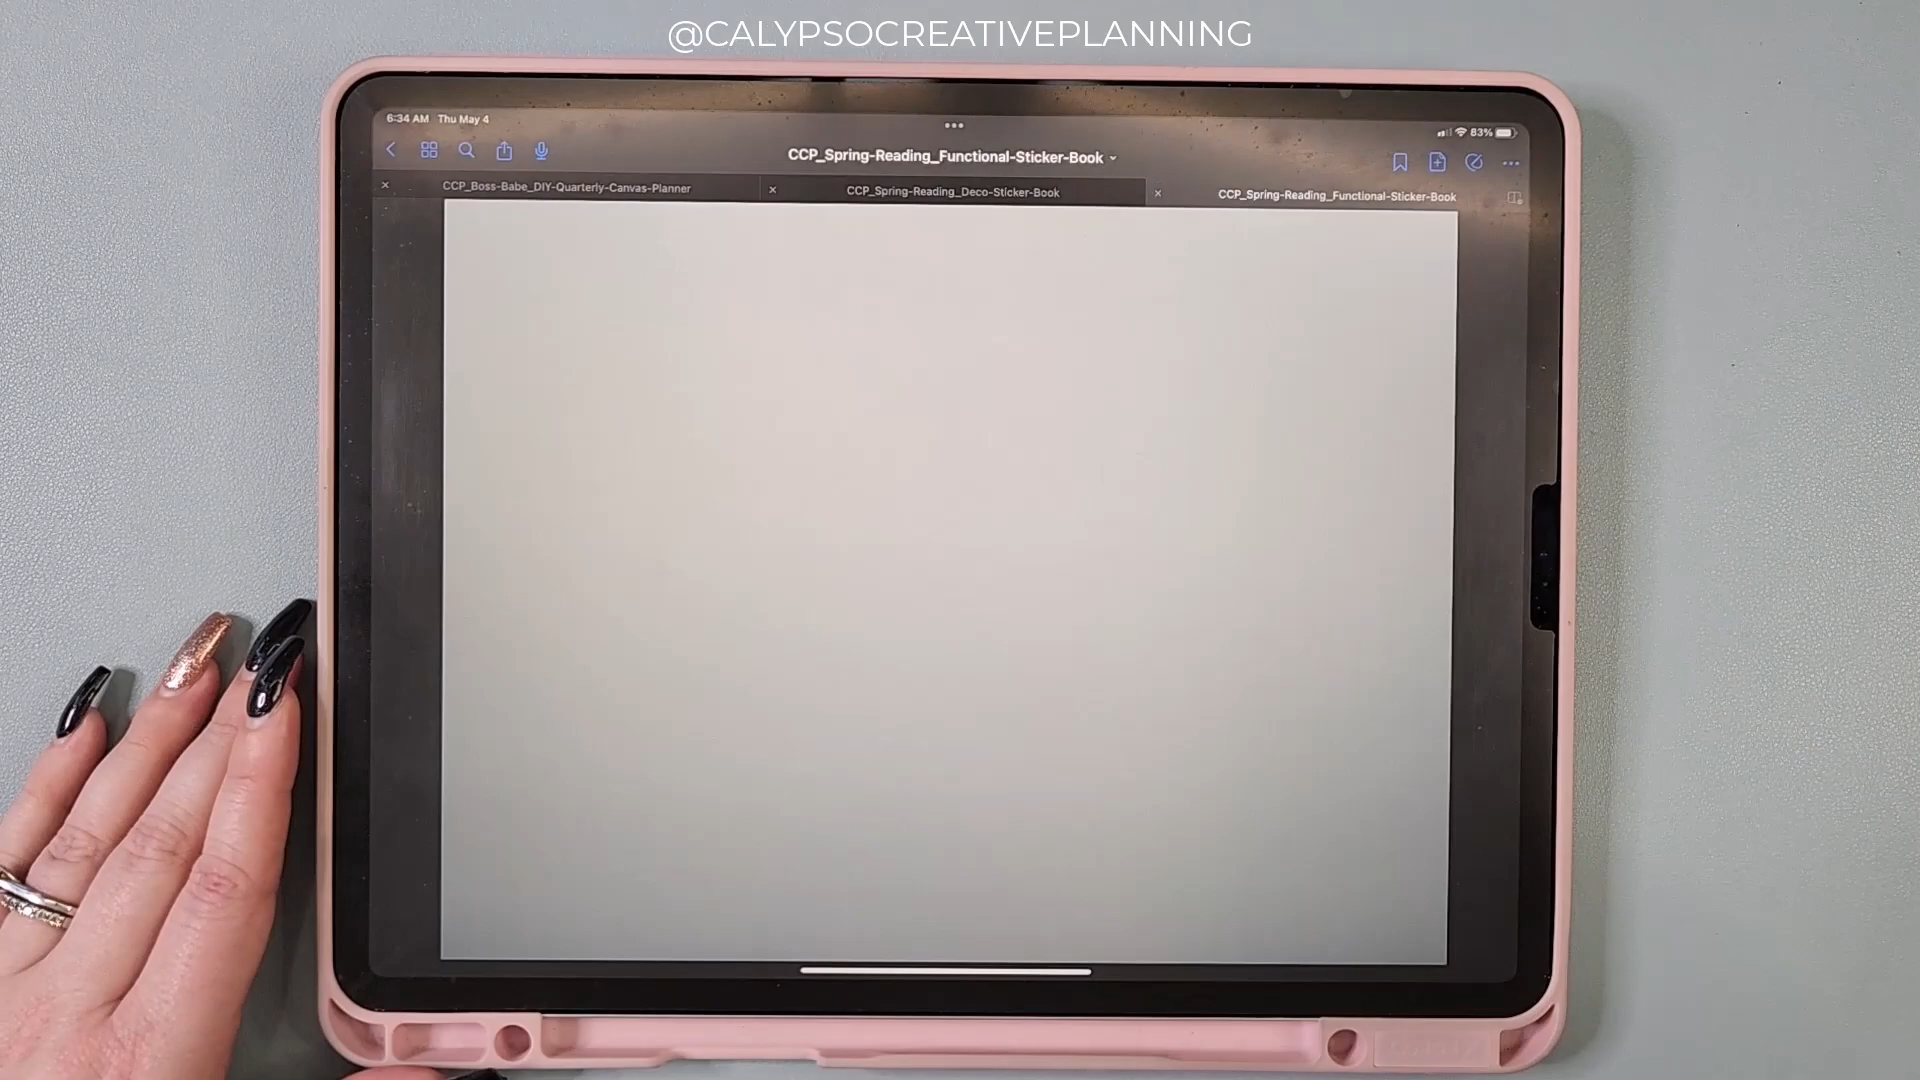 @CALYPSOCREATIVEPLANNING
6:34 AM Thu May 4
83%
CCP_Spring-Reading_Functional-Sticker-Book
CCP_Boss-Babe_DIY-Quarterly-Canvas-Planner
CCP_Spring-Reading_Deco-Sticker-Book
CCP_Spring-Reading_Functional-Sticker-Book